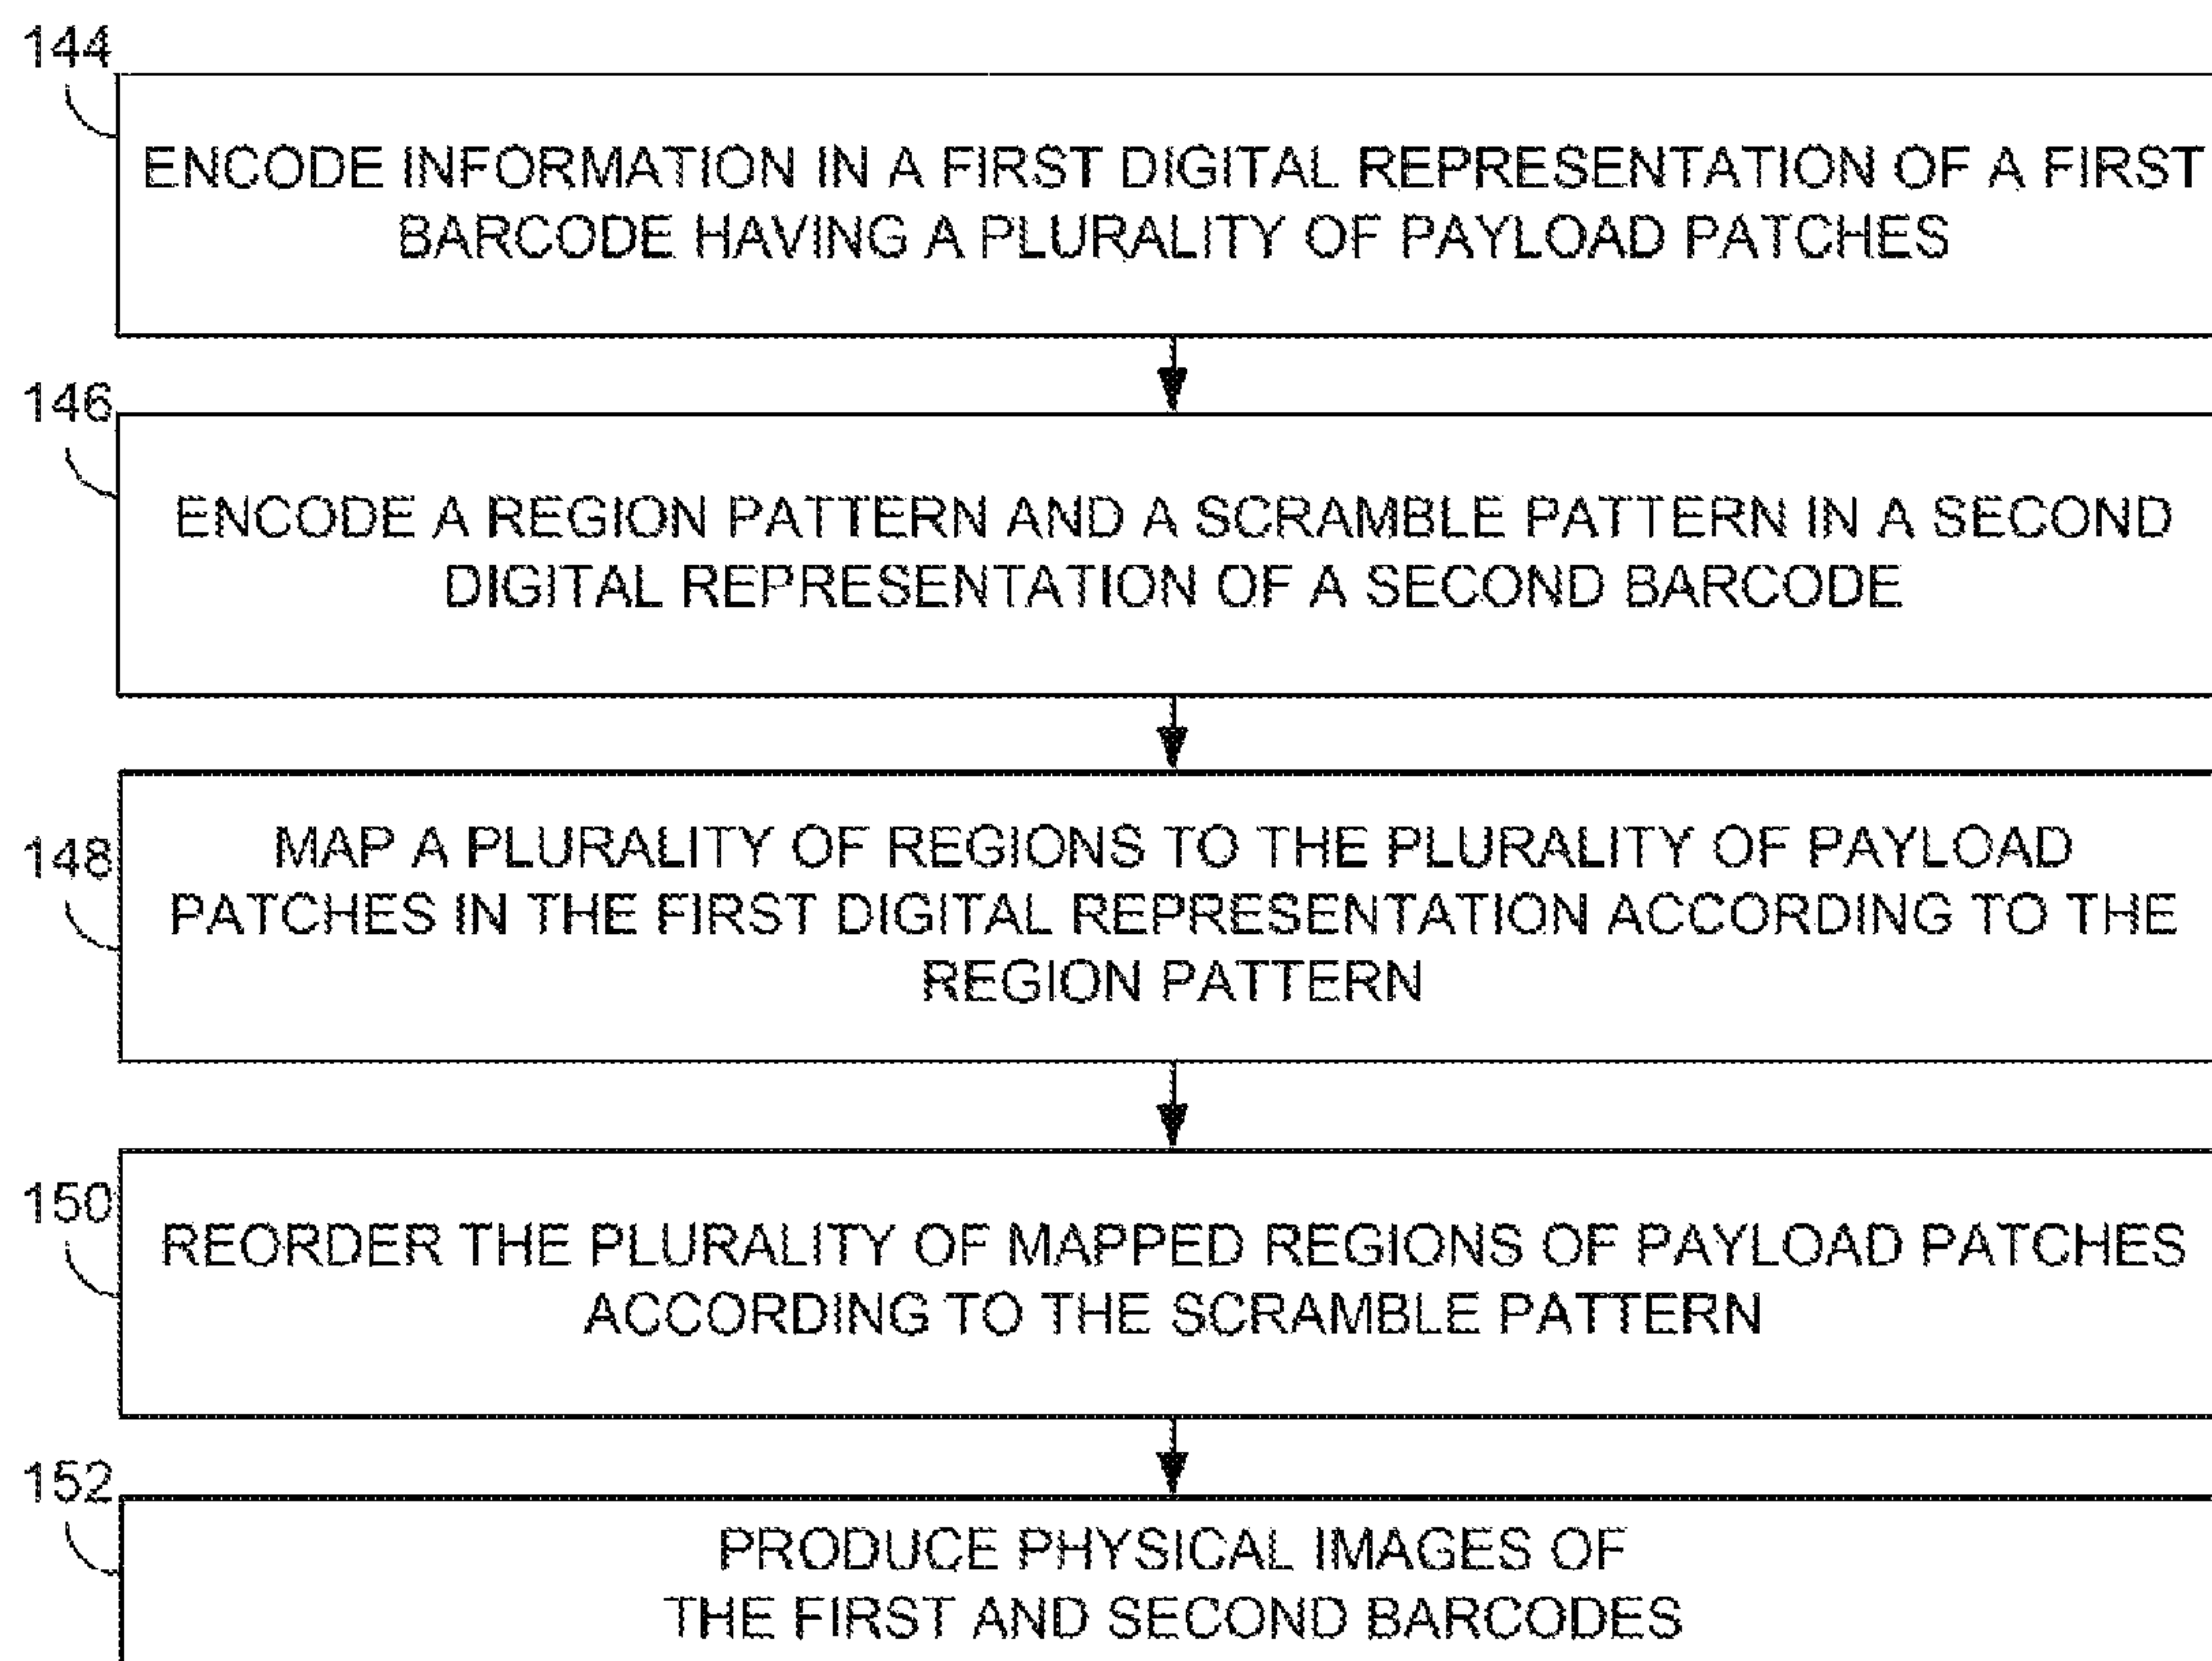 144
ENCODE INFORMATION IN A FIRST DIGITAL REPRESENTATION OF A FIRST
BARCODE HAVING A PLURALITY OF PAYLOAD PATCHES
146
ENCODE A REGION PATTERN AND A SCRAMBLE PATTERN IN A SECOND
DIGITAL REPRESENTATION OF A SECOND BARCODE
148
MAP A PLURALITY OF REGIONS TO THE PLURALITY OF PAYLOAD
PATCHES IN THE FIRST DIGITAL REPRESENTATION ACCORDING TO THE
REGION PATTERN
150
REORDER THE PLURALITY OF MAPPED REGIONS OF PAYLOAD PATCHES
ACCORDING TO THE SCRAMBLE PATTERN
152
PRODUCE PHYSICAL IMAGES OF
THE FIRST AND SECOND BARCODES